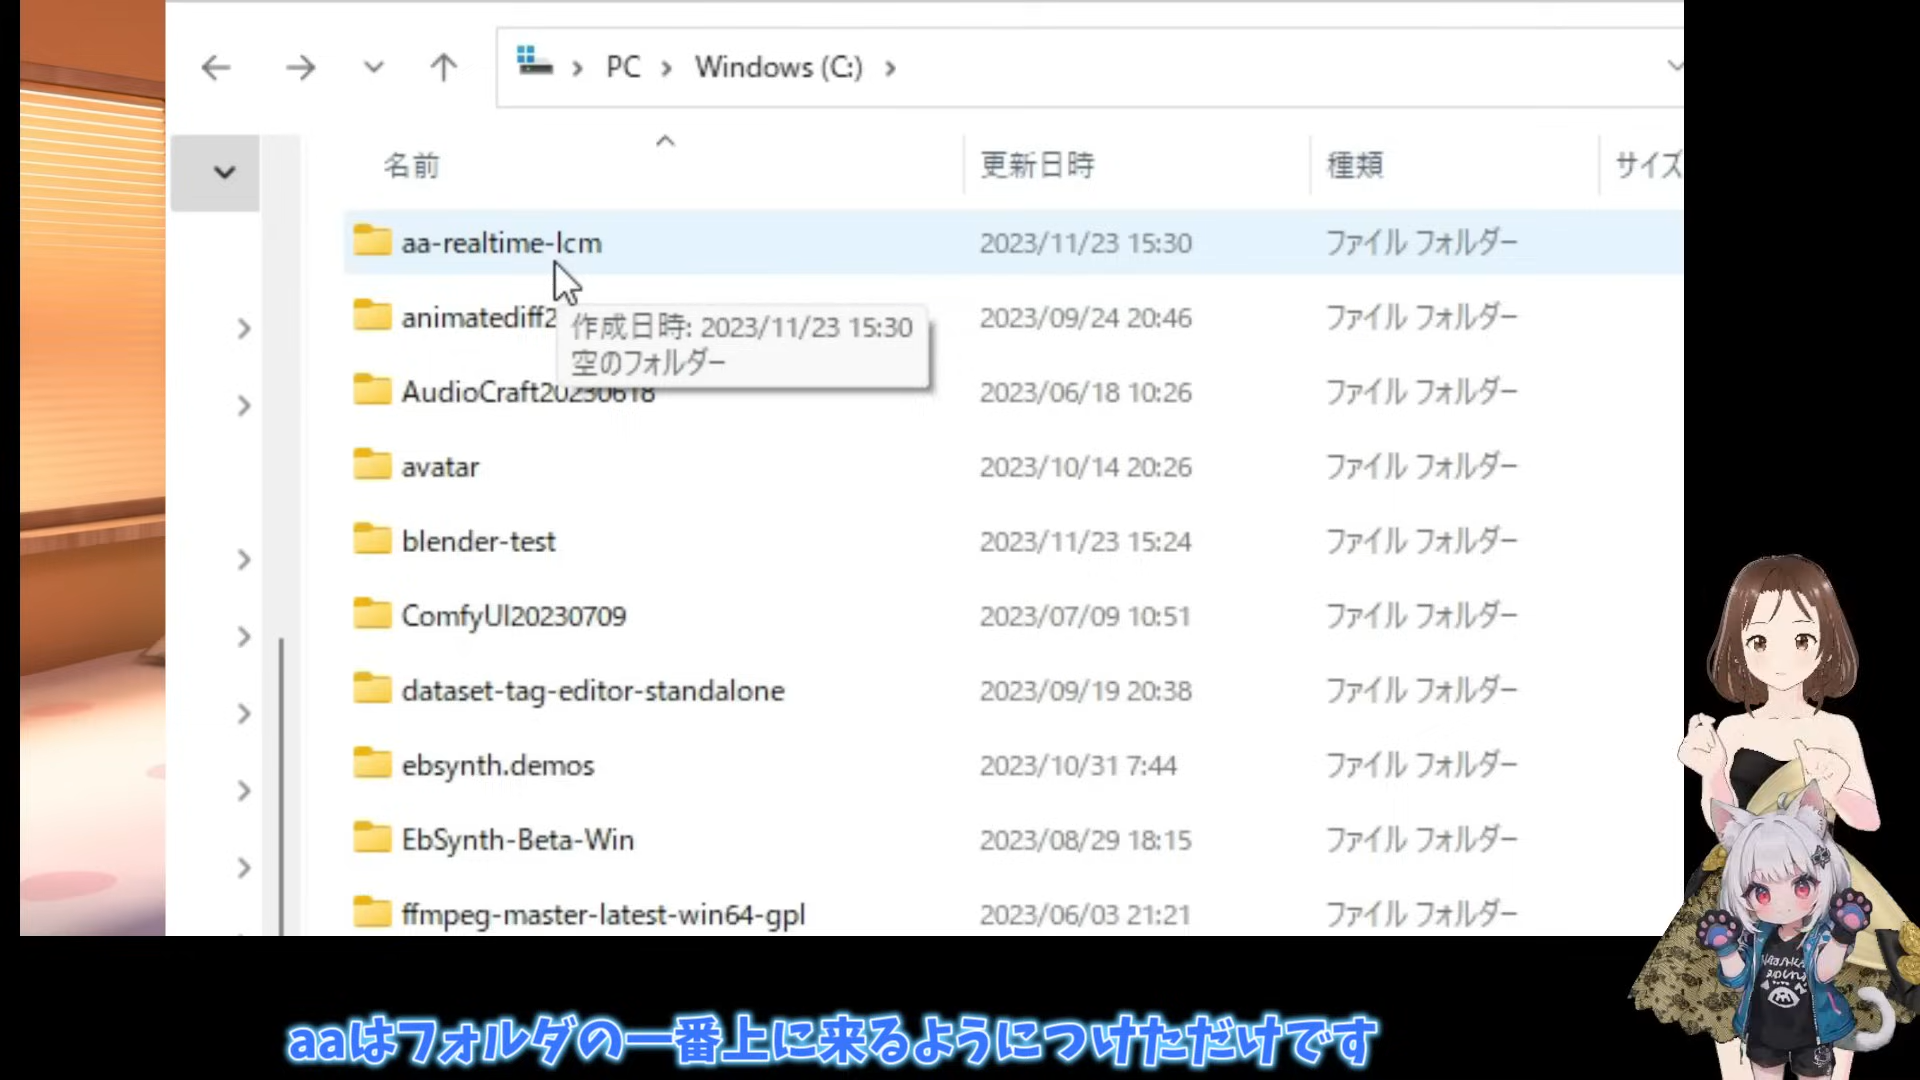 PC > Windows (C:) >
名前 更新日時 種類 サイズ
aa-realtime-lcm 2023/11/23 15:30 ファイル フォルダー
animatediff2 2023/09/24 20:46 ファイル フォルダー
作成日時: 2023/11/23 15:30
空のフォルダー
AudioCraft20230618 2023/06/18 10:26 ファイル フォルダー
avatar 2023/10/14 20:26 ファイル フォルダー
blender-test 2023/11/23 15:24 ファイル フォルダー
ComfyUI20230709 2023/07/09 10:51 ファイル フォルダー
dataset-tag-editor-standalone 2023/09/19 20:38 ファイル フォルダー
ebsynth.demos 2023/10/31 7:44 ファイル フォルダー
EbSynth-Beta-Win 2023/08/29 18:15 ファイル フォルダー
ffmpeg-master-latest-win64-gpl 2023/06/03 21:21 ファイル フォルダー
aaはフォルダの一番上に来るようにつけただけです